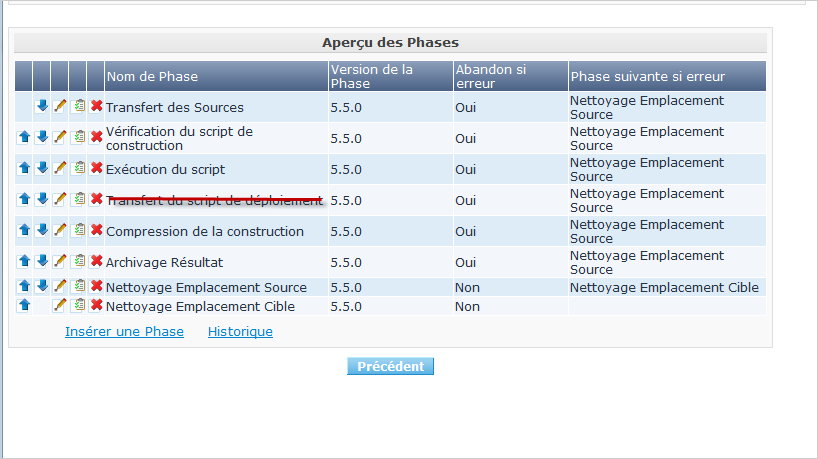 Aperçu des Phases
Nom de Phase Version de la Phase Abandon si erreur Phase suivante si erreur
Transfert des Sources 5.5.0 Oui Nettoyage Emplacement Source
Vérification du script de construction 5.5.0 Oui Nettoyage Emplacement Source
Exécution du script 5.5.0 Oui Nettoyage Emplacement Source
Transfert du script de déploiement 5.5.0 Oui Nettoyage Emplacement Source
Compression de la construction 5.5.0 Oui Nettoyage Emplacement Source
Archivage Résultat 5.5.0 Oui Nettoyage Emplacement Source
Nettoyage Emplacement Source 5.5.0 Non Nettoyage Emplacement Cible
Nettoyage Emplacement Cible 5.5.0 Non
Insérer une Phase Historique
Précédent